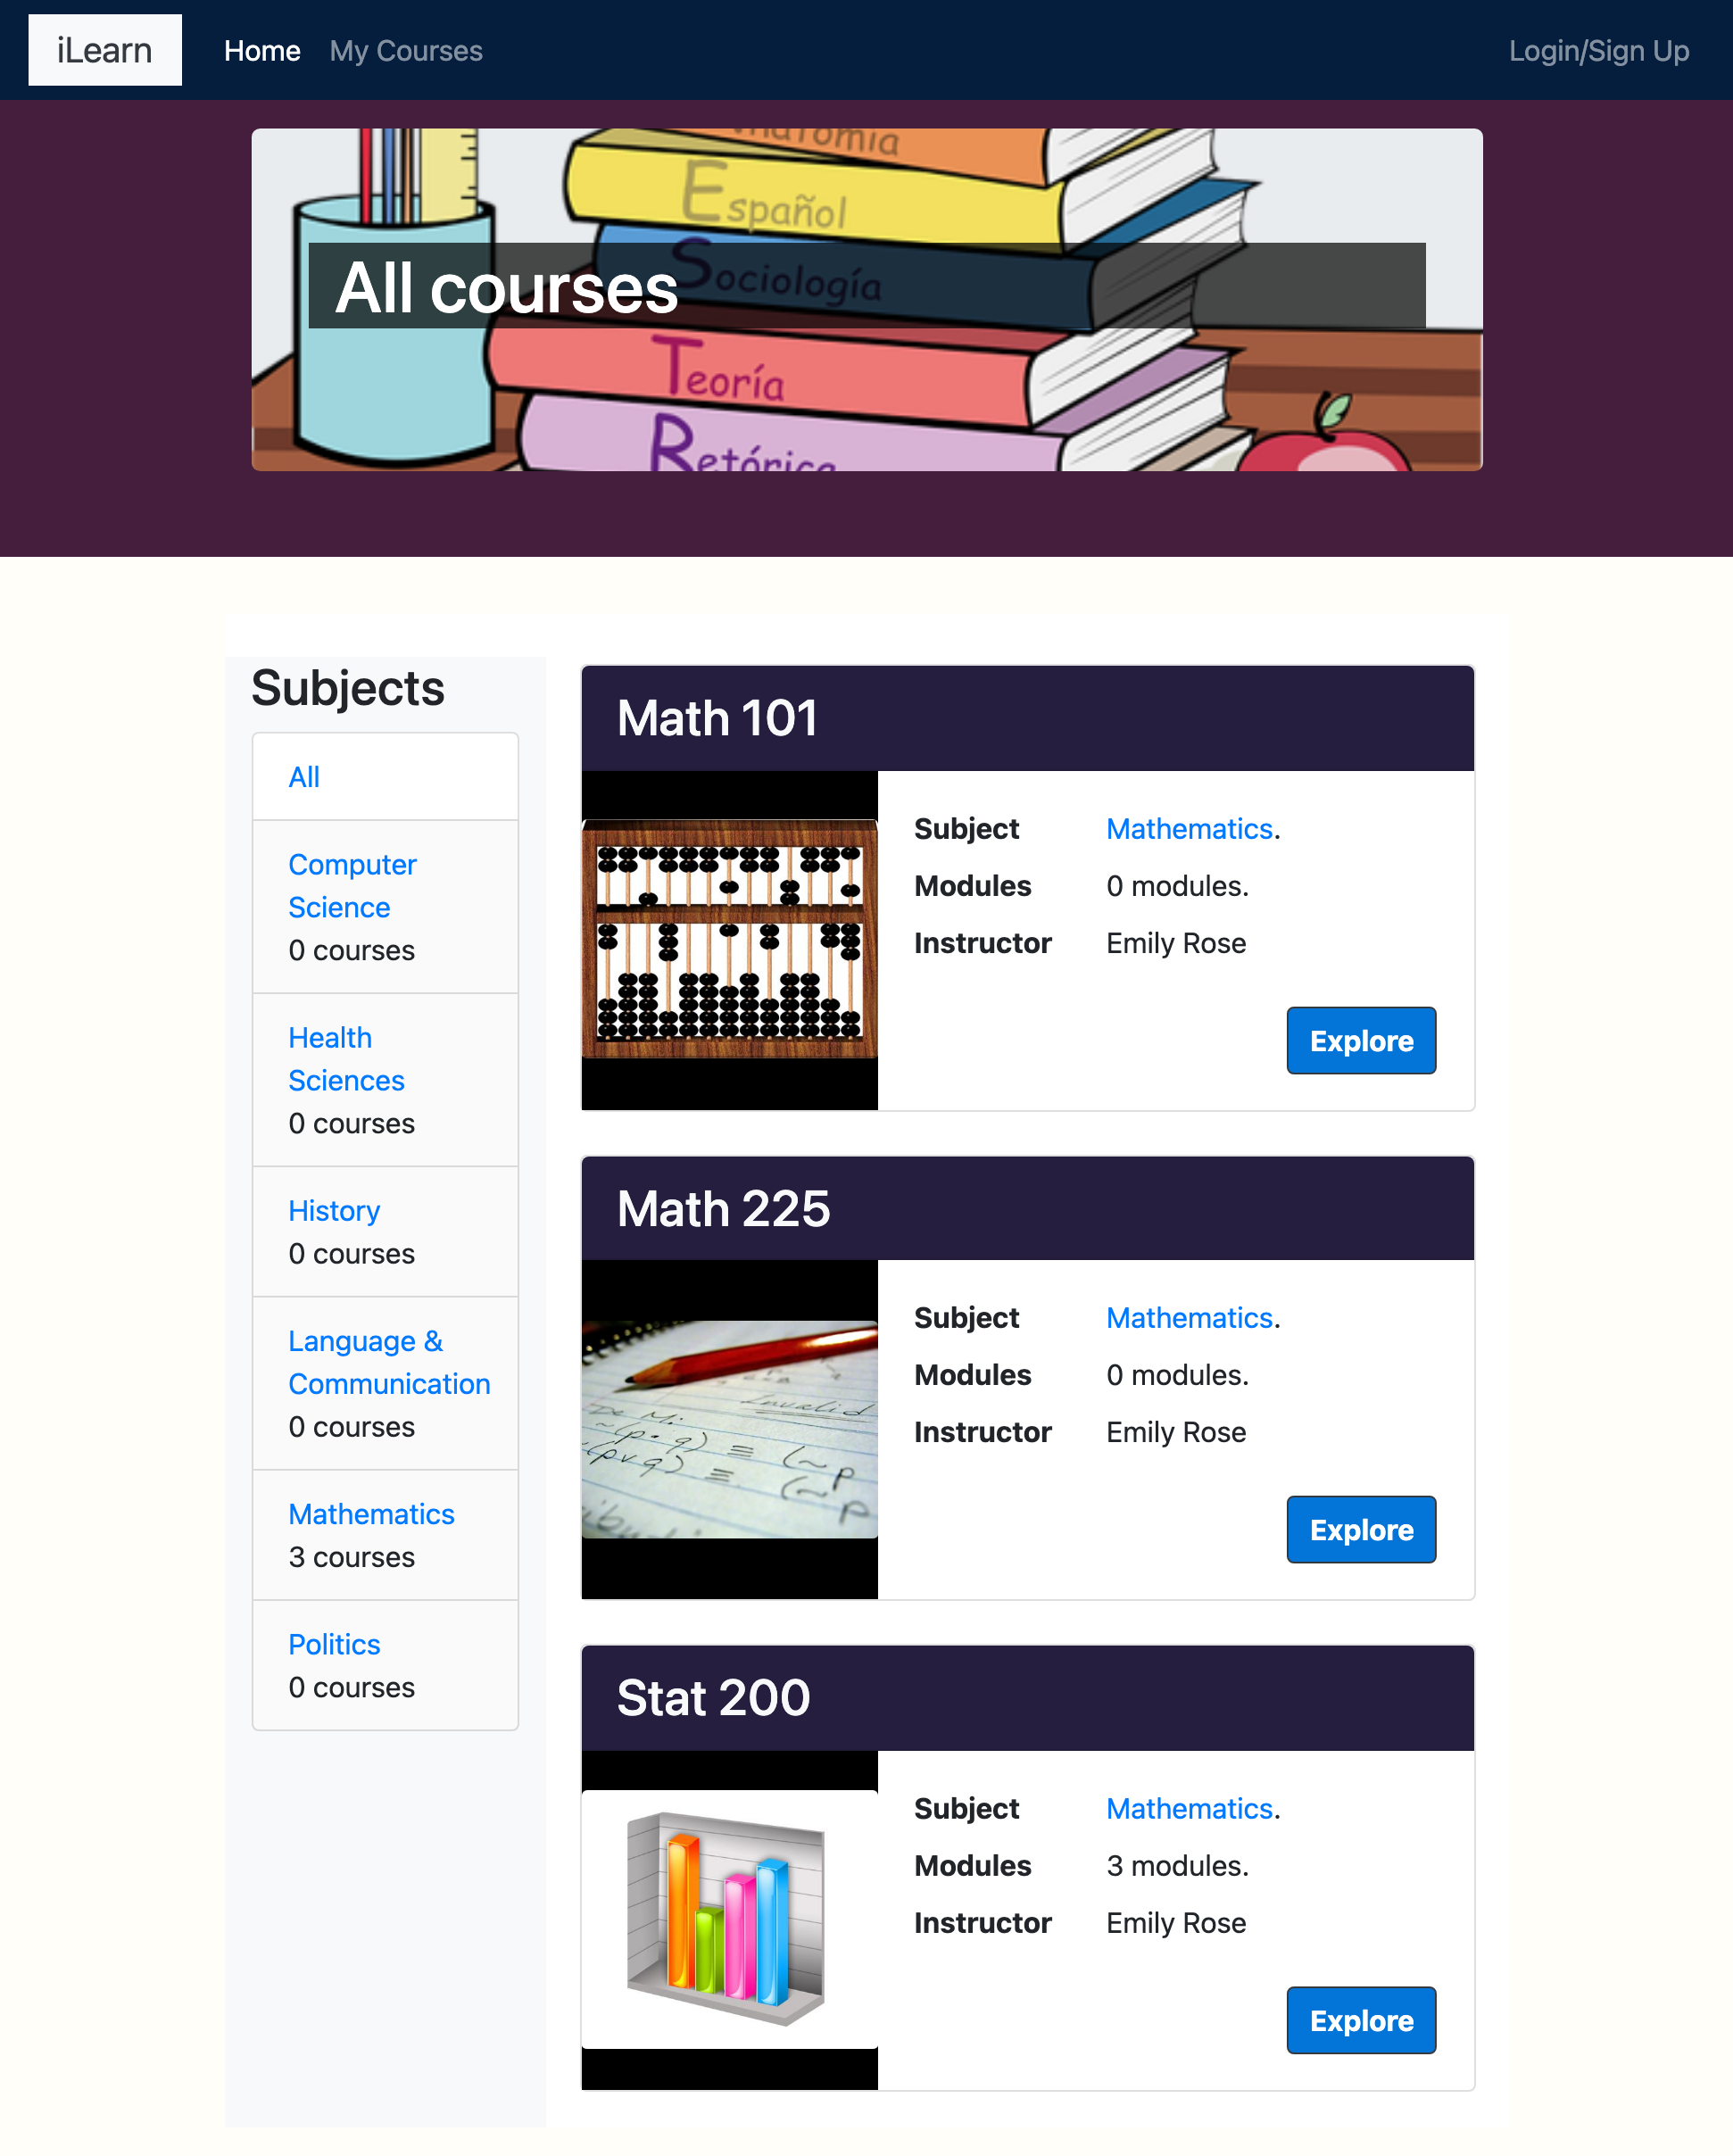 iLearn Home My Courses Login/Sign Up
Anatomía
Español
Sociología
All courses
Teoría
Retórica
Subjects
All
Computer
Science
0 courses
Health
Sciences
0 courses
History
0 courses
Language &
Communication
0 courses
Mathematics
3 courses
Politics
0 courses
Math 101
Subject Mathematics.
Modules 0 modules.
Instructor Emily Rose
Explore
Math 225
Invalid
De M.
~(p • q) ≡ (~p
~(p v q) ≡ (~p
Subject Mathematics.
Modules 0 modules.
Instructor Emily Rose
Explore
Stat 200
Subject Mathematics.
Modules 3 modules.
Instructor Emily Rose
Explore